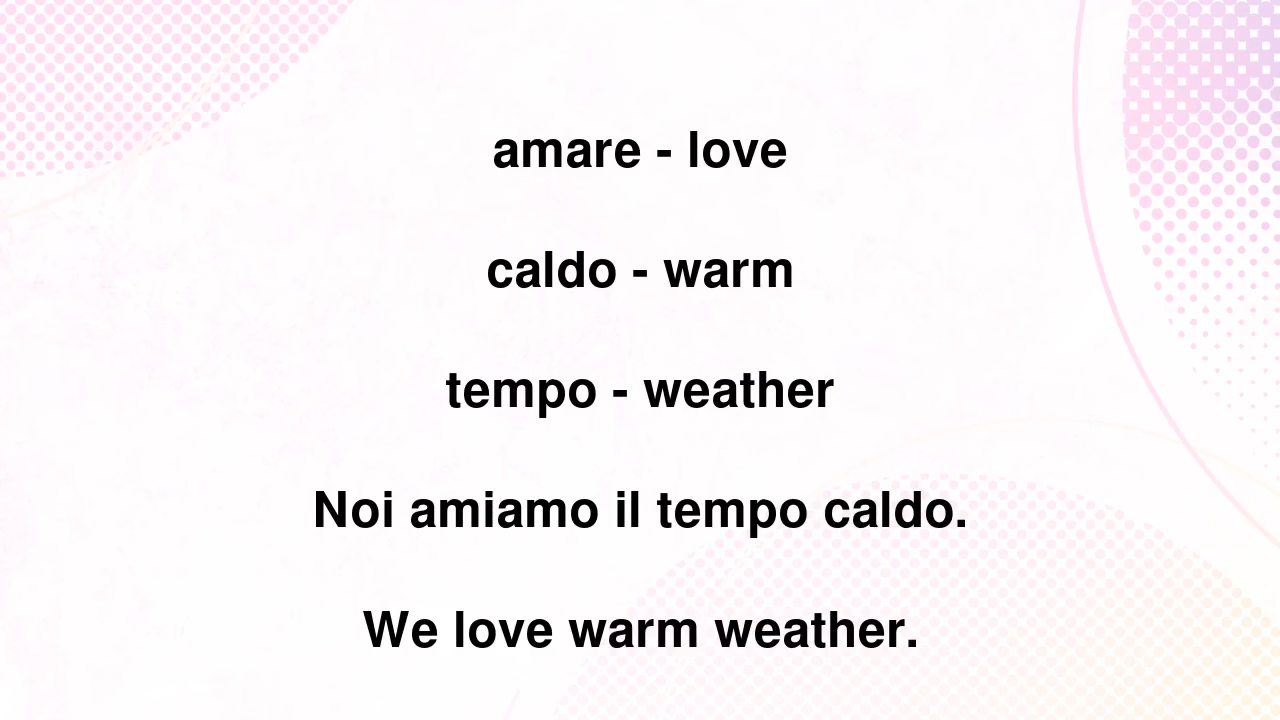 amare - love
caldo - warm
tempo - weather
Noi amiamo il tempo caldo.
We love warm weather.